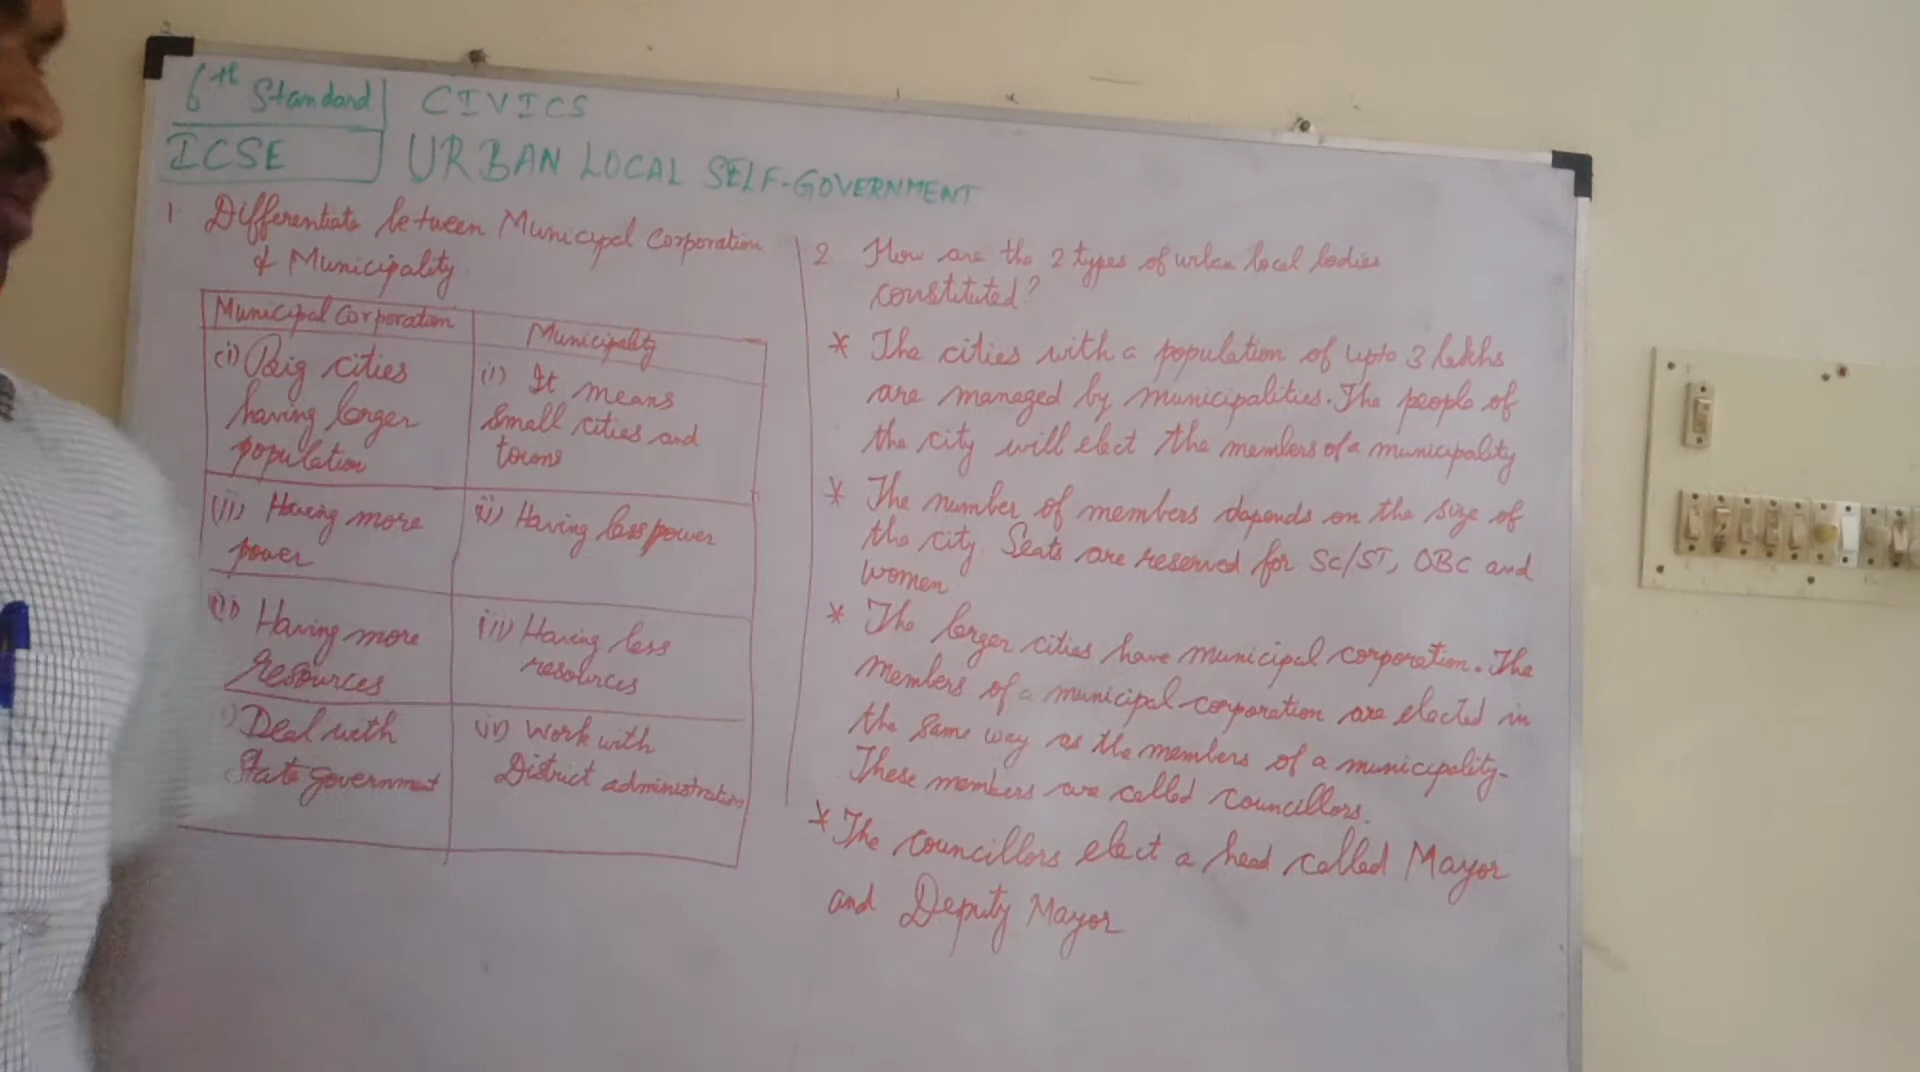 6th Standard
CIVICS
ICSE
URBAN LOCAL SELF-GOVERNMENT
1. Differentiate between Municipal Corporation
& Municipality
Municipal Corporation
Municipality
(i) Big cities
having larger
population
(i) It means
small cities and
towns
(ii) Having more
power
ii) Having less power
Having more
resources
(iii) Having less
resources
Deal with
State government
(iv) Work with
District administration
2. How are the 2 types of urban local bodies
constituted?
* The cities with a population of upto 3 lakhs
are managed by municipalities. The people of
the city will elect the members of a municipality
* The number of members depends on the size of
the city. Seats are reserved for SC/ST, OBC and
women.
* The larger cities have municipal corporation. The
members of a municipal corporation are elected in
the same way as the members of a municipality.
These members are called councillors.
* The councillors elect a head called Mayor
and Deputy Mayor